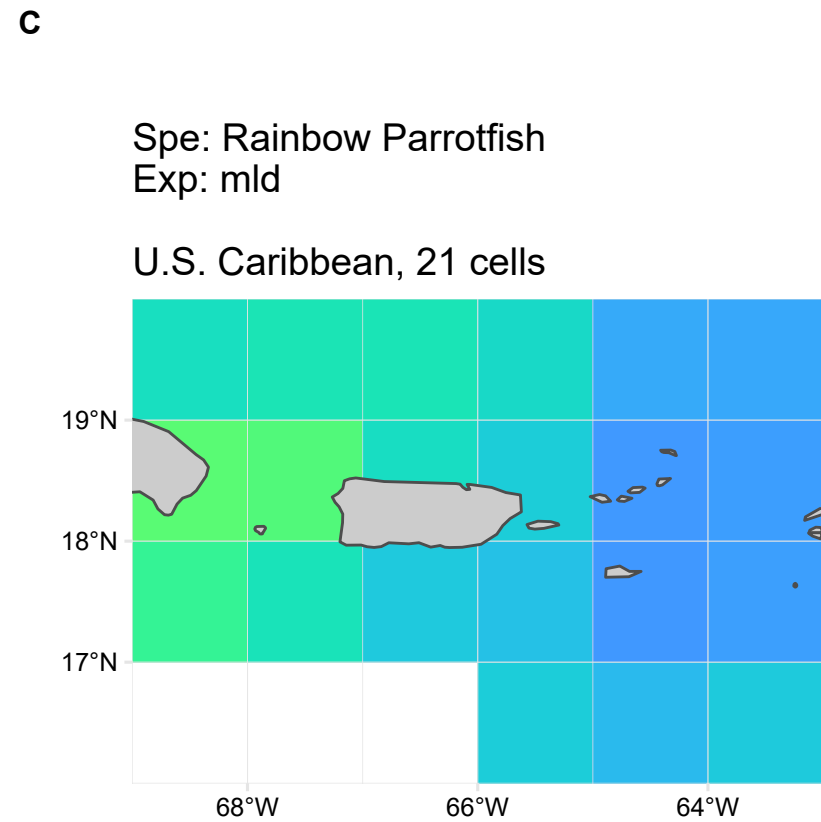 C
Spe: Rainbow Parrotfish
Exp: mld
U.S. Caribbean, 21 cells
19°N
18°N
17°N
68°W 66°W 64°W